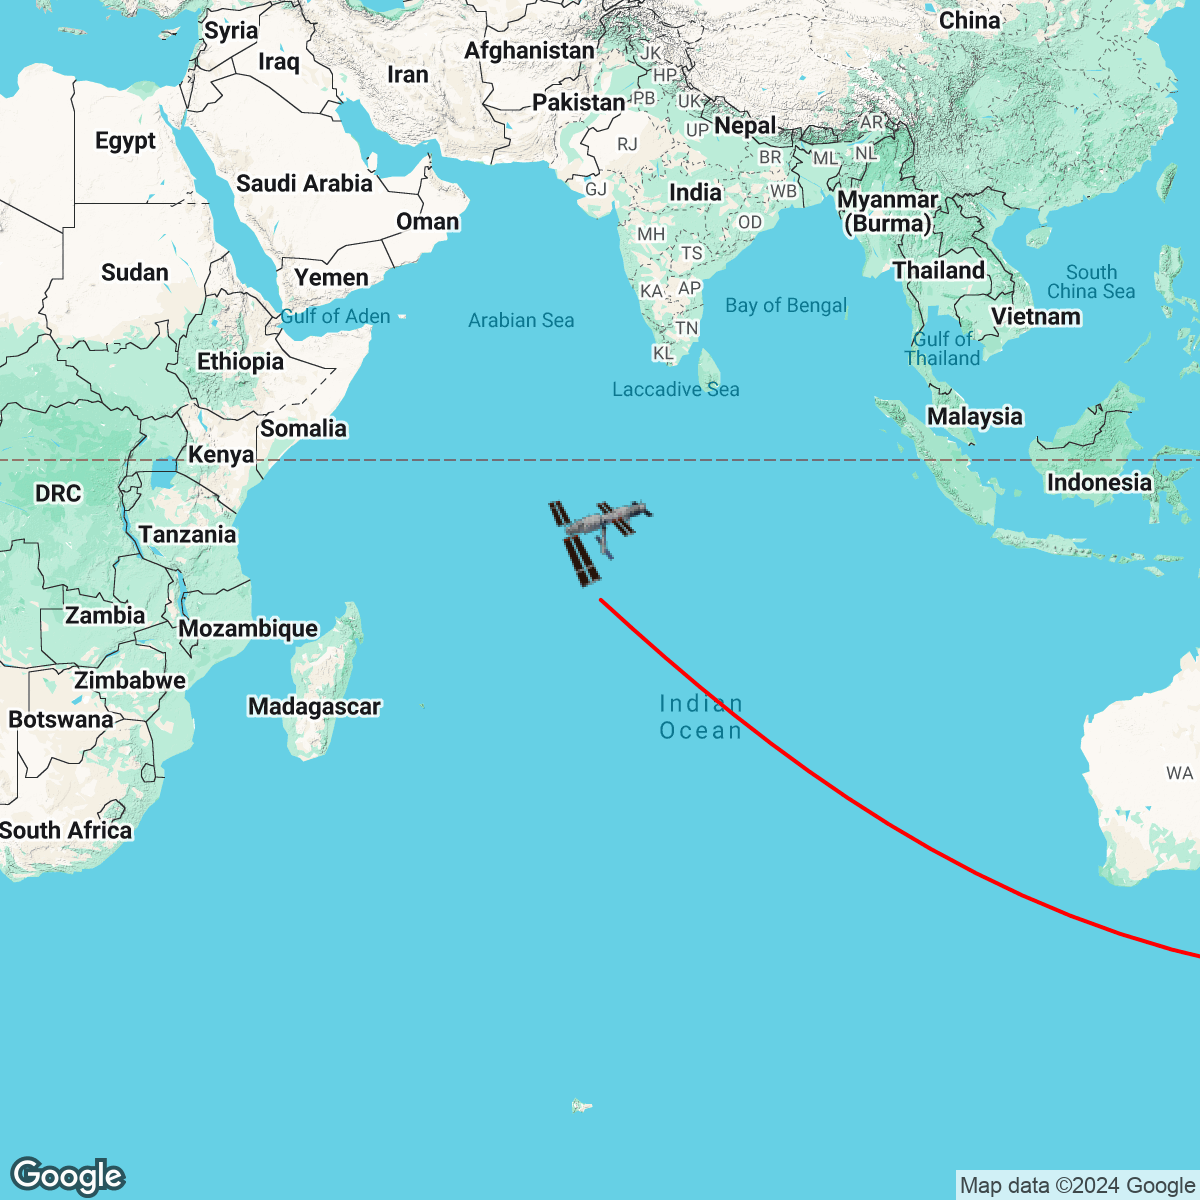 China
Syria
Afghanistan
JK
Iraq
Iran
HP
PB
UK
Pakistan
Nepal
AR
UP
Egypt
RJ
BR
ML
NL
Saudi Arabia
GJ
India
WB
Myanmar
(Burma)
Oman
OD
MH
TS
Sudan
Yemen
Thailand
South
China Sea
KA
AP
Bay of Bengal
Gulf of Aden
Arabian Sea
Vietnam
TN
Gulf of
Thailand
KL
Ethiopia
Laccadive Sea
Malaysia
Somalia
Kenya
DRC
Indonesia
Tanzania
Zambia
Mozambique
Zimbabwe
Madagascar
Indian
Ocean
Botswana
WA
South Africa
Google
Map data ©2024 Google